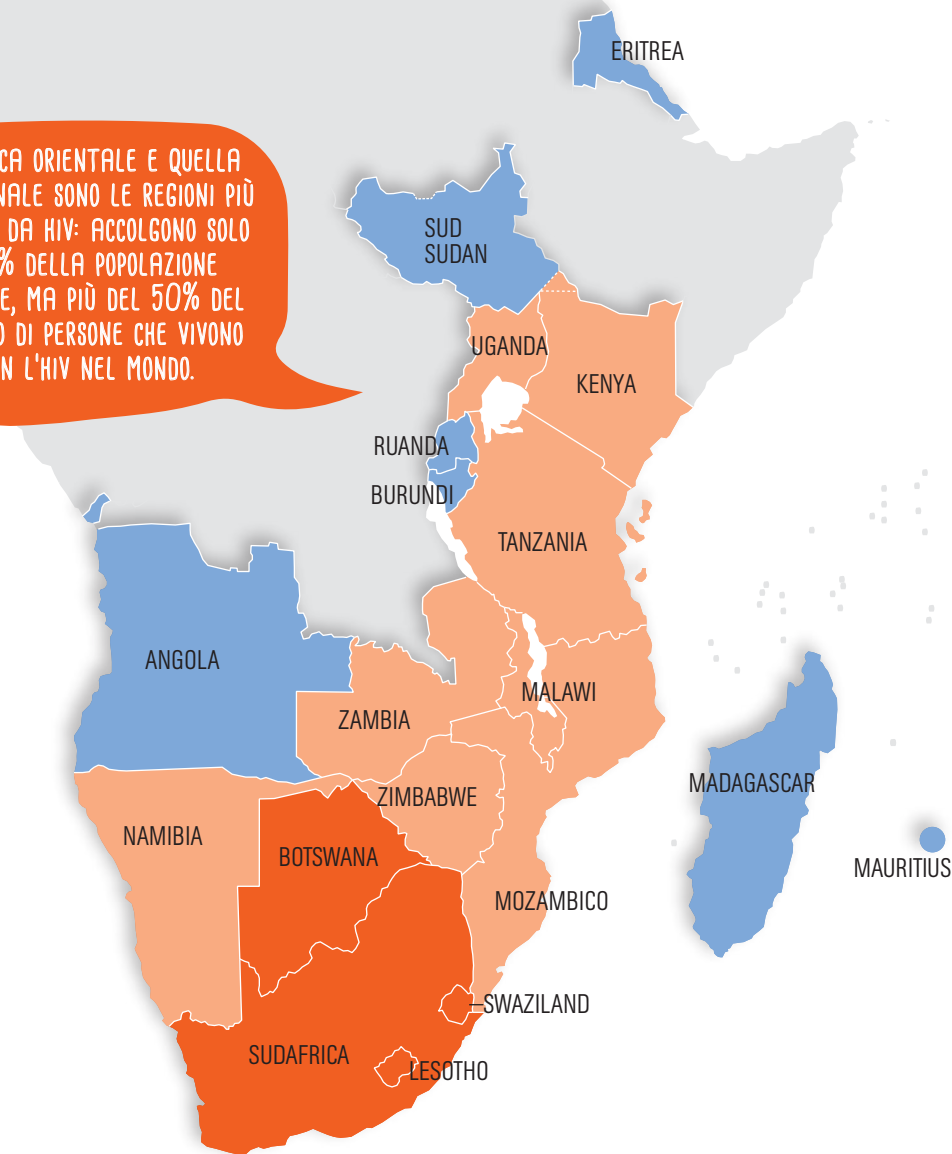 ORIENTALE E QUELLA
SONO LE REGIONI PIÙ
DA HIV: ACCOLGONO SOLO
% DELLA POPOLAZIONE
MA PIÙ DEL 50% DEL
DI PERSONE CHE VIVONO
L'HIV NEL MONDO.
ERITREA
SUD
SUDAN
UGANDA
KENYA
RUANDA
BURUNDI
TANZANIA
ANGOLA
MALAWI
ZAMBIA
MADAGASCAR
ZIMBABWE
NAMIBIA
BOTSWANA
MAURITIUS
MOZAMBICO
SWAZILAND
SUDAFRICA
LESOTHO